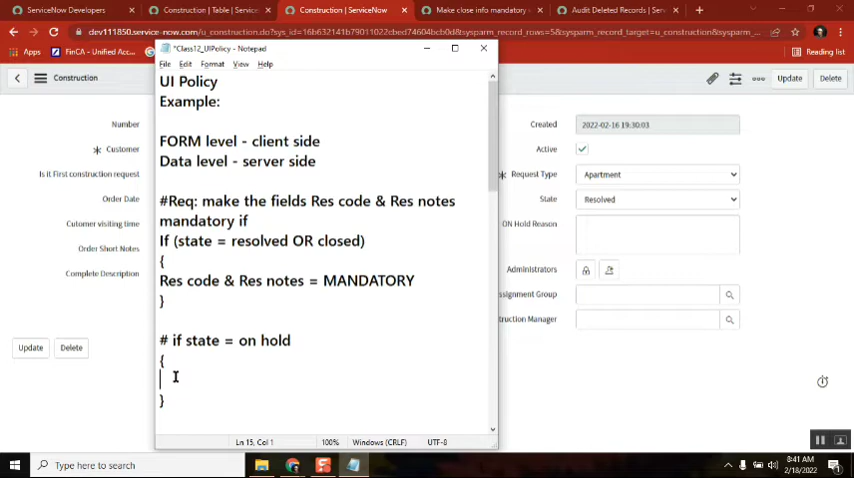 ServiceNow Developers
Construction | Table | Service
Construction | ServiceNow
Make close info mandatory
Audit Deleted Records | Serv
dev111850.service-now.com/u_construction.do?sys_id=16b632141b79011022cbed74604bc0d&sysparm_record_rows=5&sysparm_record_target=u_construction&sysparm_reco
Apps
FinCA - Unified Acc...
Reading list
Construction
Update
Delete
*Class12_UIPolicy - Notepad
File Edit Format View Help
UI Policy
Example:
FORM level - client side
Data level - server side
#Req: make the fields Res code & Res notes
mandatory if
If (state = resolved OR closed)
{
Res code & Res notes = MANDATORY
}
# if state = on hold
{
}
Ln 15, Col 1
100%
Windows (CRLF)
UTF-8
Number
Customer
Is it First construction request
Order Date
Cutomer visiting time
Order Short Notes
Complete Description
Update
Delete
Created
2022-02-16 19:30:03
Active
Request Type
Apartment
State
Resolved
ON Hold Reason
Administrators
ssignment Group
truction Manager
Type here to search
8:41 AM
2/18/2022